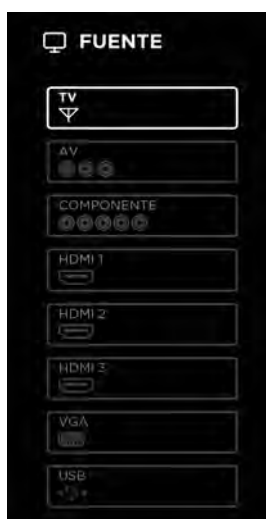 FUENTE
TV
AV
COMPONENTE
HDMI 1
HDMI 2
HDMI 3
VGA
USB